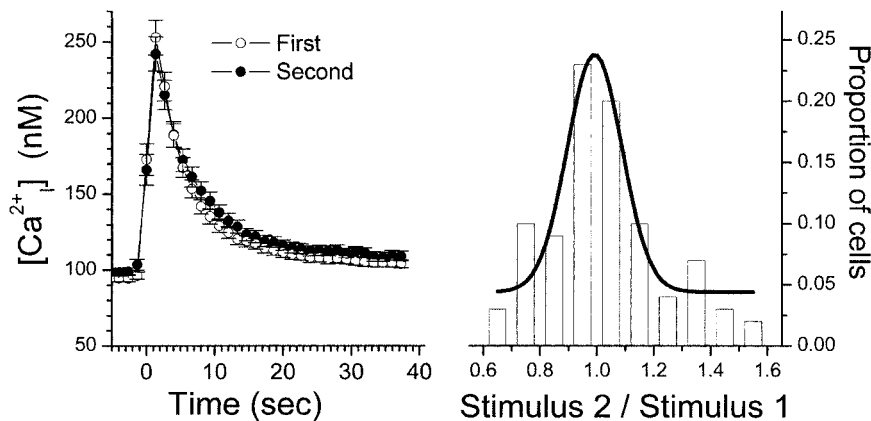 250
200
150
100
50
[Ca²⁺ᵢ] (nM)
First
Second
0 10 20 30 40
Time (sec)
0.25
0.20
0.15
0.10
0.05
0.00
Proportion of cells
0.6 0.8 1.0 1.2 1.4 1.6
Stimulus 2 / Stimulus 1